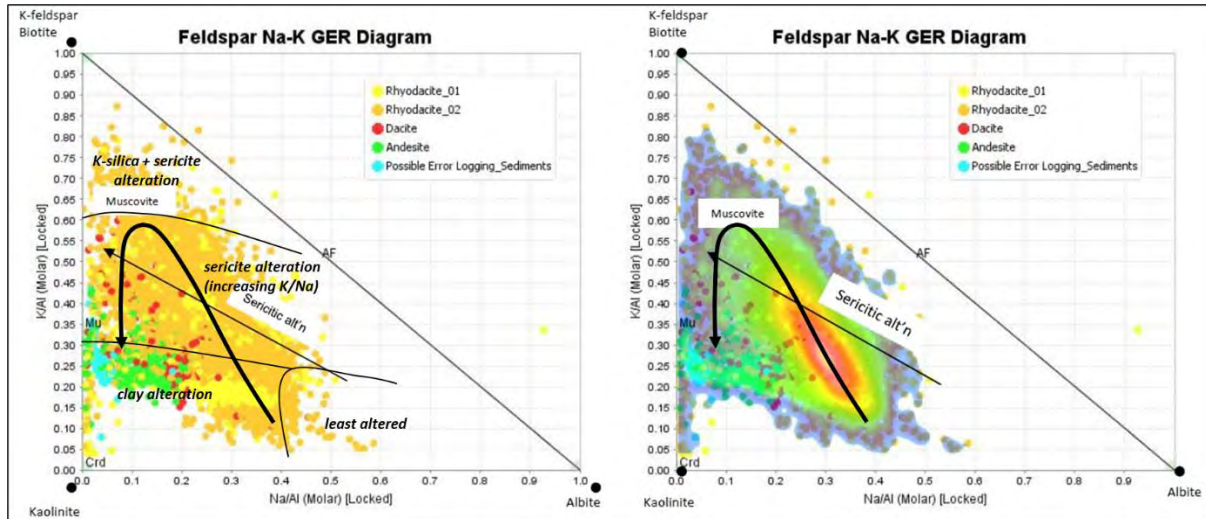 K-feldspar
Biotite
Feldspar Na-K GER Diagram
1.00
0.95
0.90
0.85
0.80
0.75
0.70
0.65
0.60
0.55
0.50
0.45
0.40
0.35
0.30
0.25
0.20
0.15
0.10
0.05
0.00
K/Al (Molar) [Locked]
Rhyodacite_01
Rhyodacite_02
Dacite
Andesite
Possible Error Logging_Sediments
K-silica + sericite
alteration
Muscovite
AF
sericite alteration
(increasing K/Na)
Sericitic alt'n
Mu
clay alteration
least altered
Crd
0.0 0.1 0.2 0.3 0.4 0.5 0.6 0.7 0.8 0.9 1.0
Na/Al (Molar) [Locked]
Kaolinite
Albite
K-feldspar
Biotite
Feldspar Na-K GER Diagram
1.00
0.95
0.90
0.85
0.80
0.75
0.70
0.65
0.60
0.55
0.50
0.45
0.40
0.35
0.30
0.25
0.20
0.15
0.10
0.05
0.00
K/Al (Molar) [Locked]
Rhyodacite_01
Rhyodacite_02
Dacite
Andesite
Possible Error Logging_Sediments
Muscovite
AF
Sericitic alt'n
Mu
Crd
0.0 0.1 0.2 0.3 0.4 0.5 0.6 0.7 0.8 0.9 1.0
Na/Al (Molar) [Locked]
Kaolinite
Albite